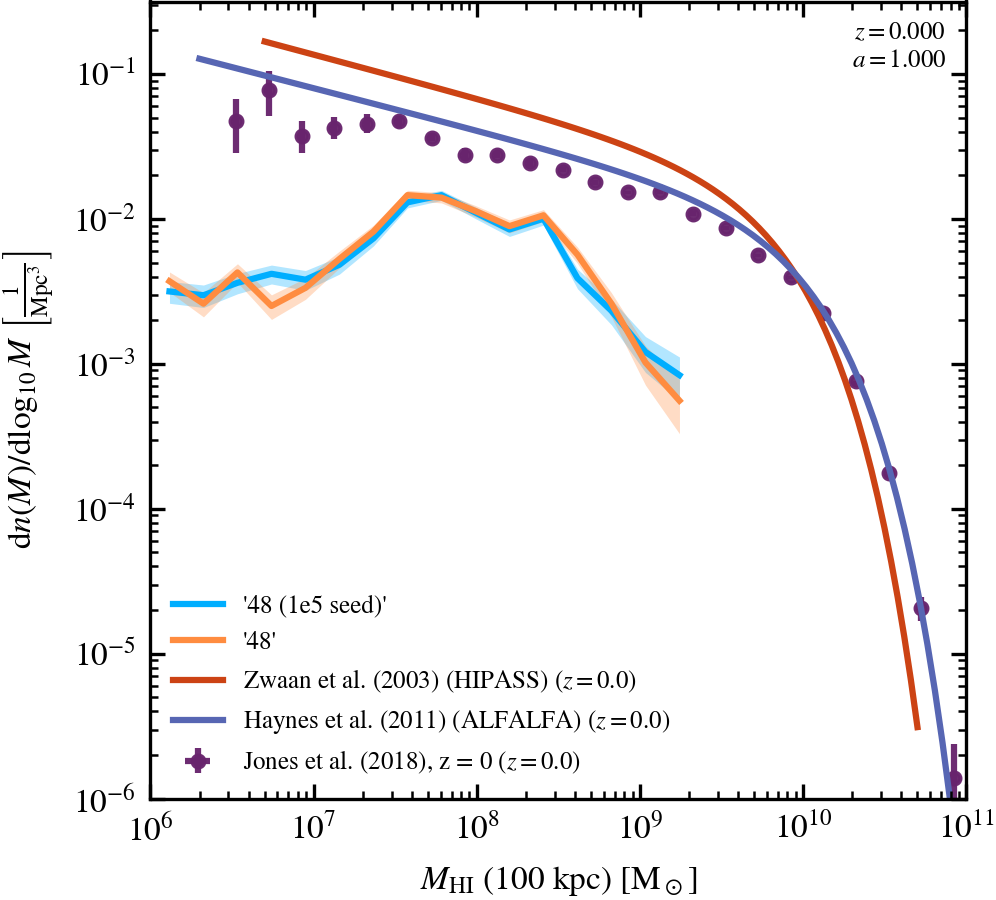 z = 0.000
a = 1.000
10⁻¹
10⁻²
10⁻³
10⁻⁴
10⁻⁵
10⁻⁶
dn(M)/dlog₁₀ M [1/Mpc³]
'48 (1e5 seed)'
'48'
Zwaan et al. (2003) (HIPASS) (z = 0.0)
Haynes et al. (2011) (ALFALFA) (z = 0.0)
Jones et al. (2018), z = 0 (z = 0.0)
10⁶ 10⁷ 10⁸ 10⁹ 10¹⁰ 10¹¹
M_HI (100 kpc) [M_⊙]